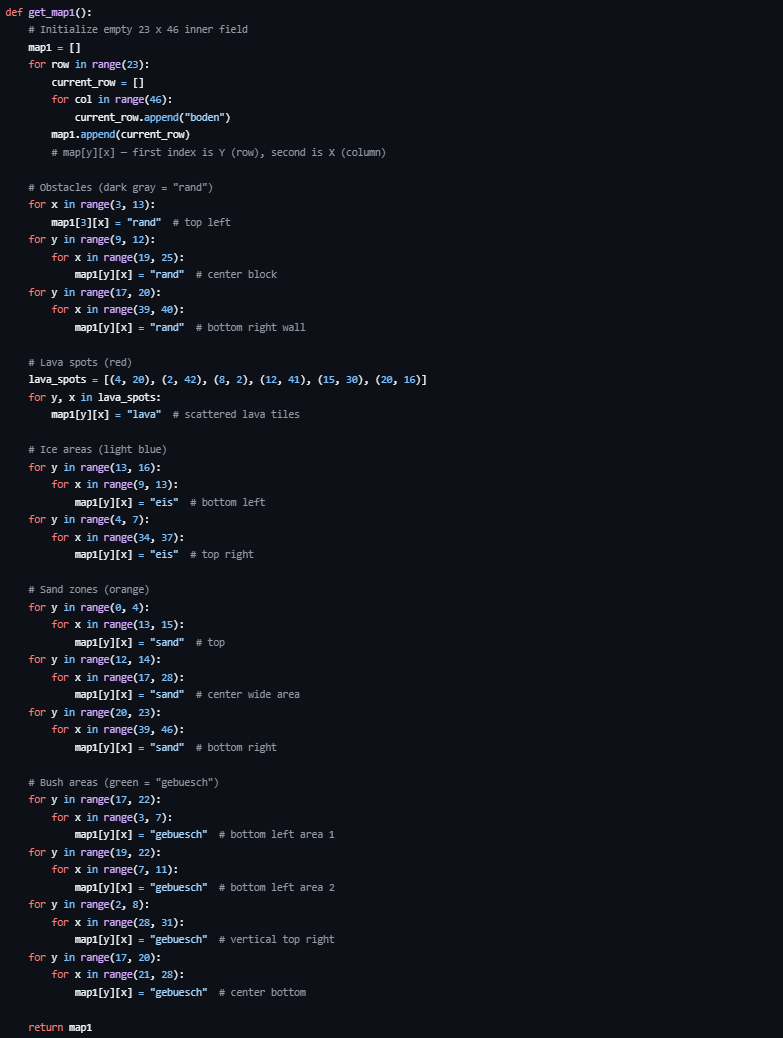 def get_map1():
    # Initialize empty 23 x 46 inner field
    map1 = []
    for row in range(23):
        current_row = []
        for col in range(46):
            current_row.append("boden")
        map1.append(current_row)
        # map[y][x] — first index is Y (row), second is X (column)

    # Obstacles (dark gray = "rand")
    for x in range(3, 13):
        map1[3][x] = "rand"  # top left
    for y in range(9, 12):
        for x in range(19, 25):
            map1[y][x] = "rand"  # center block
    for y in range(17, 20):
        for x in range(39, 40):
            map1[y][x] = "rand"  # bottom right wall

    # Lava spots (red)
    lava_spots = [(4, 20), (2, 42), (8, 2), (12, 41), (15, 30), (20, 16)]
    for y, x in lava_spots:
        map1[y][x] = "lava"  # scattered lava tiles

    # Ice areas (light blue)
    for y in range(13, 16):
        for x in range(9, 13):
            map1[y][x] = "eis"  # bottom left
    for y in range(4, 7):
        for x in range(34, 37):
            map1[y][x] = "eis"  # top right

    # Sand zones (orange)
    for y in range(0, 4):
        for x in range(13, 15):
            map1[y][x] = "sand"  # top
    for y in range(12, 14):
        for x in range(17, 28):
            map1[y][x] = "sand"  # center wide area
    for y in range(20, 23):
        for x in range(39, 46):
            map1[y][x] = "sand"  # bottom right

    # Bush areas (green = "gebuesch")
    for y in range(17, 22):
        for x in range(3, 7):
            map1[y][x] = "gebuesch"  # bottom left area 1
    for y in range(19, 22):
        for x in range(7, 11):
            map1[y][x] = "gebuesch"  # bottom left area 2
    for y in range(2, 8):
        for x in range(28, 31):
            map1[y][x] = "gebuesch"  # vertical top right
    for y in range(17, 20):
        for x in range(21, 28):
            map1[y][x] = "gebuesch"  # center bottom

    return map1